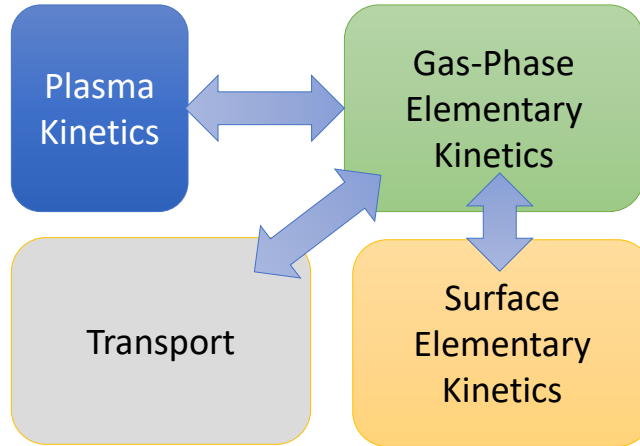 Plasma
Kinetics
Gas-Phase
Elementary
Kinetics
Transport
Surface
Elementary
Kinetics